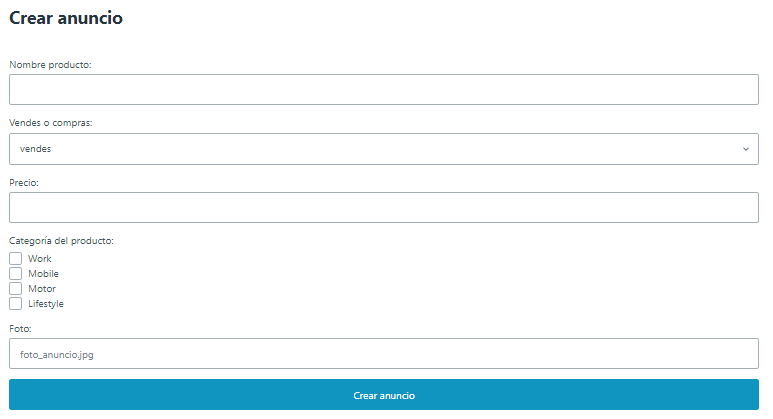 Crear anuncio
Nombre producto:
Vendes o compras:
vendes
Precio:
Categoría del producto:
Work
Mobile
Motor
Lifestyle
Foto:
foto_anuncio.jpg
Crear anuncio